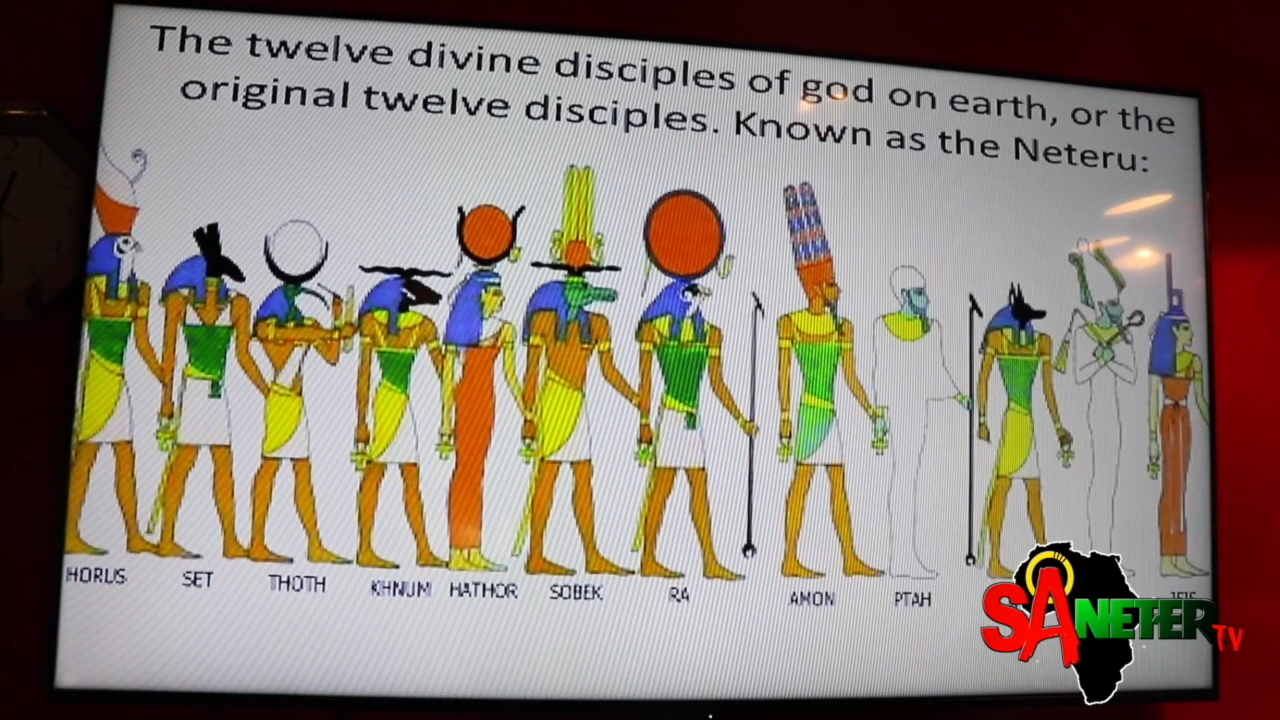 The twelve divine disciples of god on earth, or the
original twelve disciples. Known as the Neteru:
HORUS SET THOTH KHNUM HATHOR SOBEK RA AMON PTAH ISIS
SANETER TV